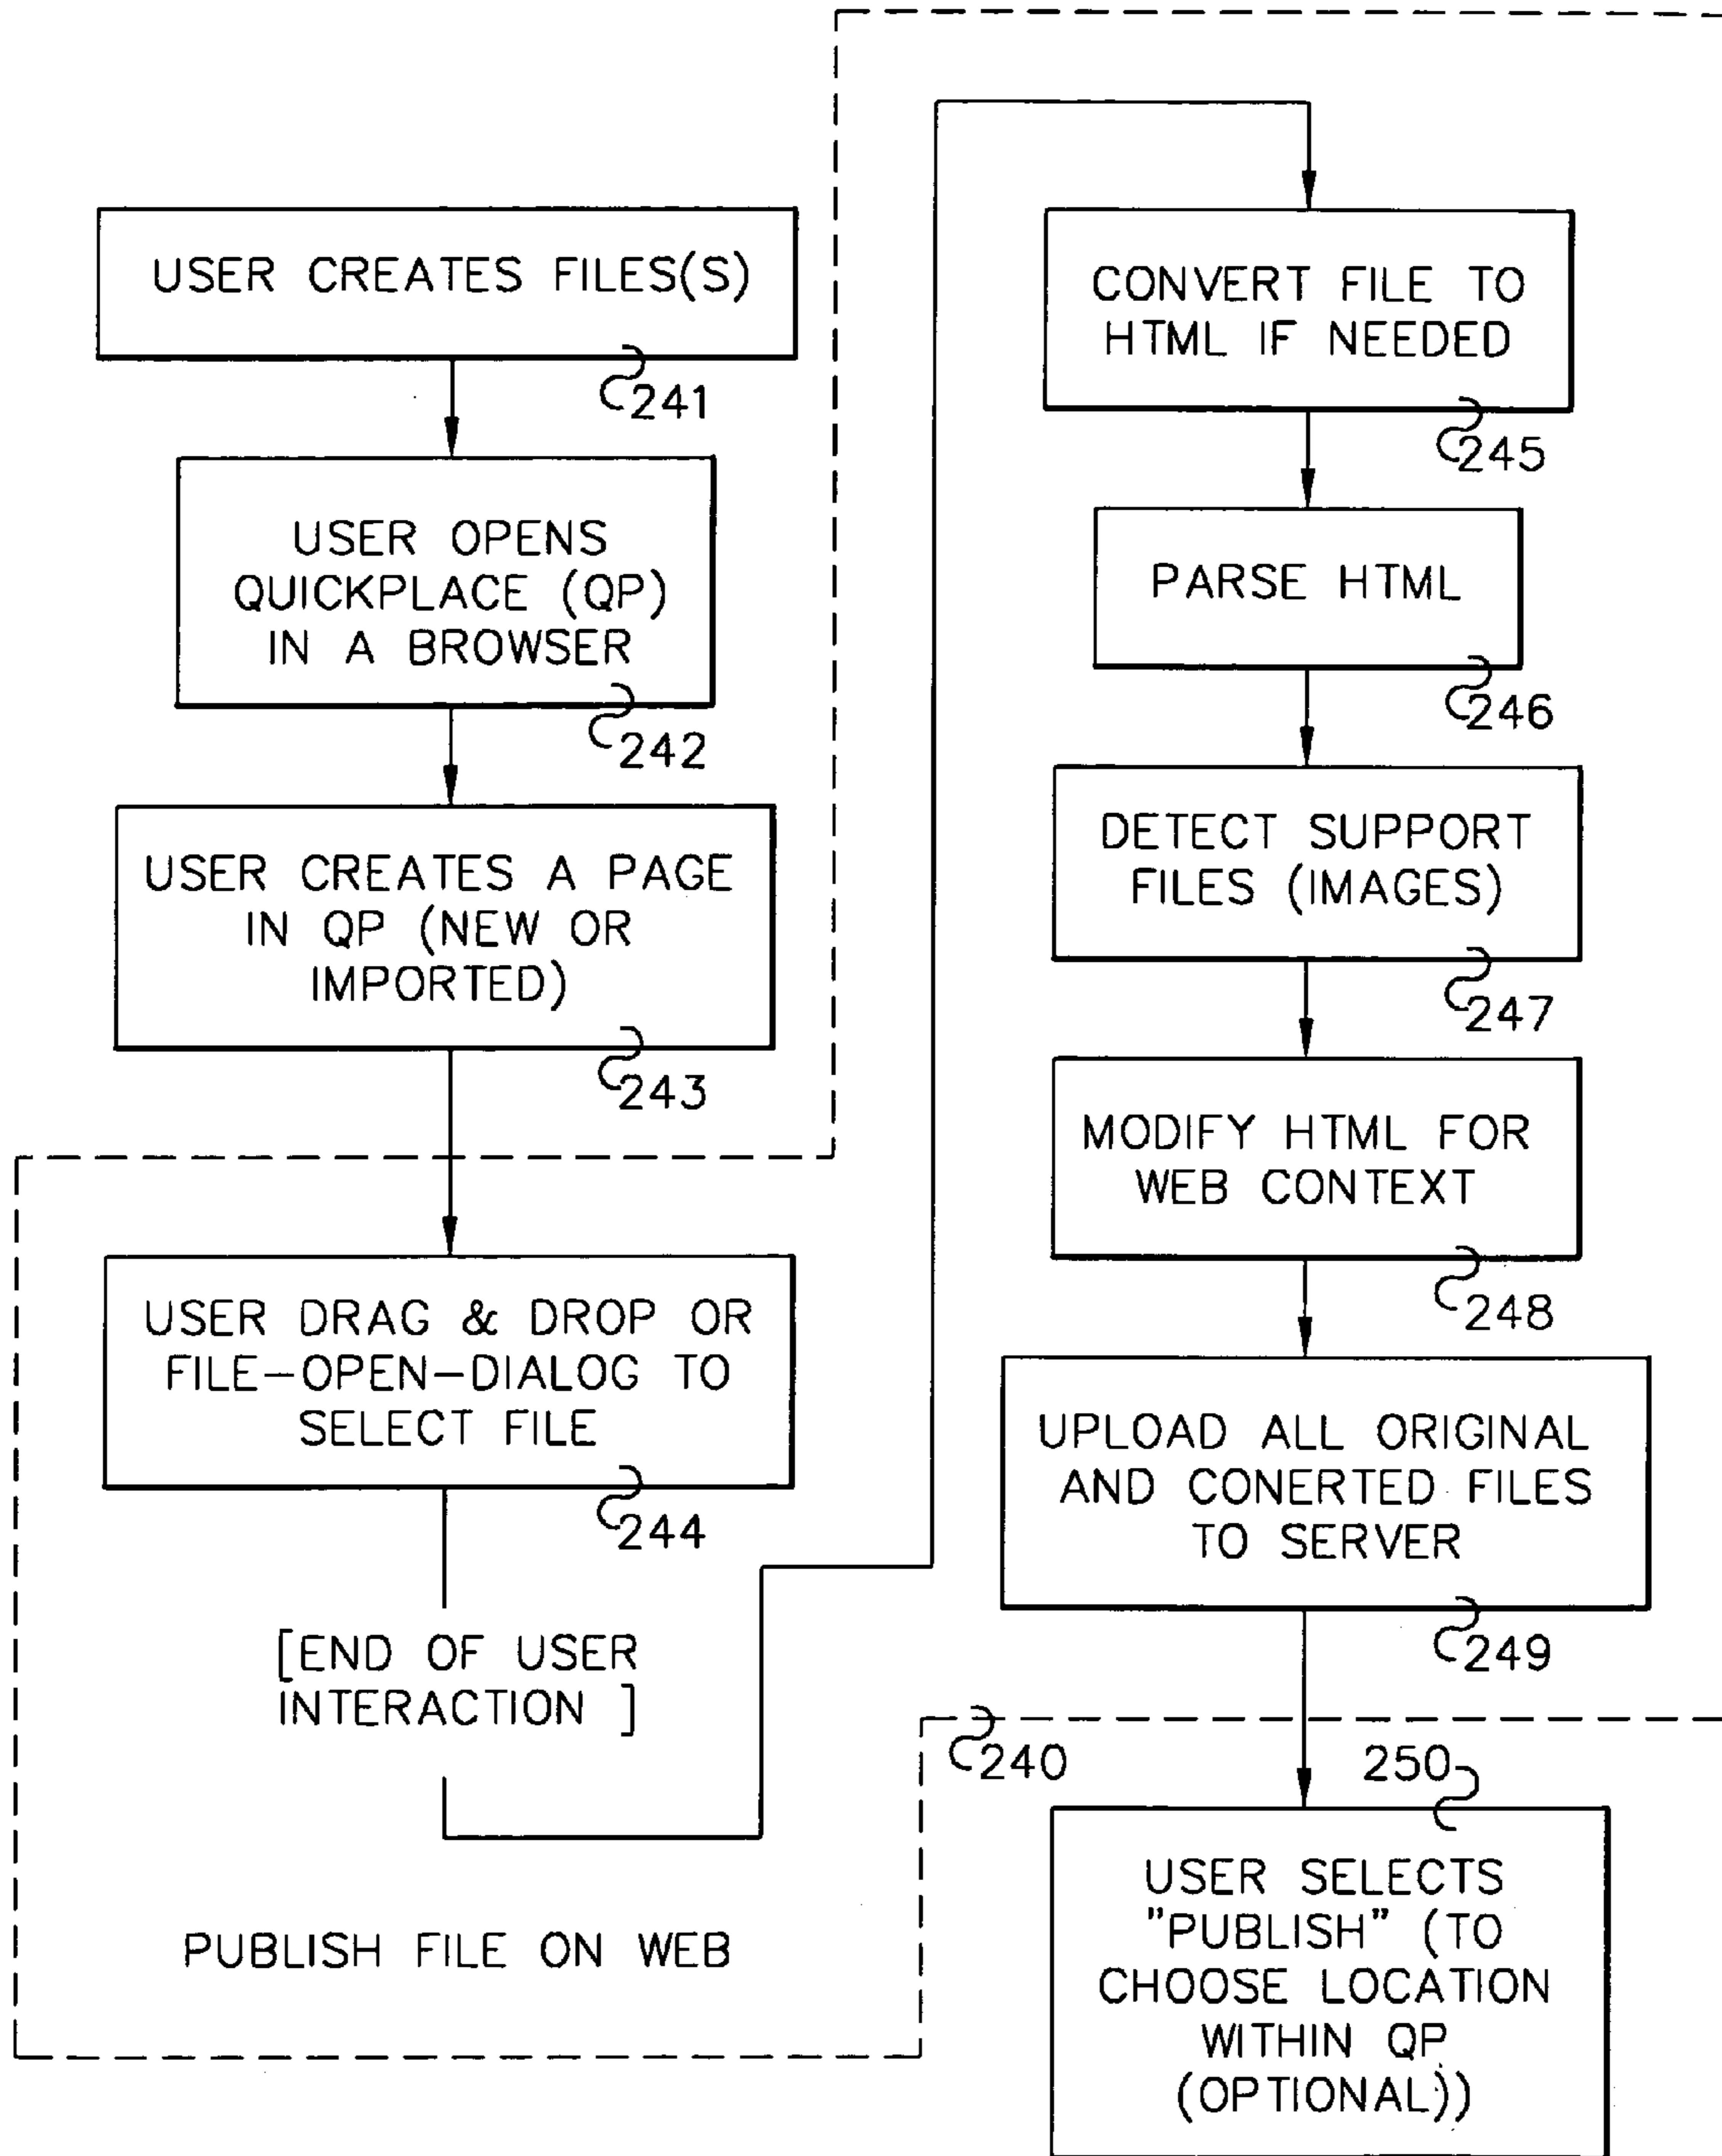 USER CREATES FILES(S)
241
USER OPENS
QUICKPLACE (QP)
IN A BROWSER
242
USER CREATES A PAGE
IN QP (NEW OR
IMPORTED)
243
USER DRAG & DROP OR
FILE-OPEN-DIALOG TO
SELECT FILE
244
[END OF USER
INTERACTION ]
PUBLISH FILE ON WEB
CONVERT FILE TO
HTML IF NEEDED
245
PARSE HTML
246
DETECT SUPPORT
FILES (IMAGES)
247
MODIFY HTML FOR
WEB CONTEXT
248
UPLOAD ALL ORIGINAL
AND CONERTED FILES
TO SERVER
249
240
250
USER SELECTS
"PUBLISH" (TO
CHOOSE LOCATION
WITHIN QP
(OPTIONAL))